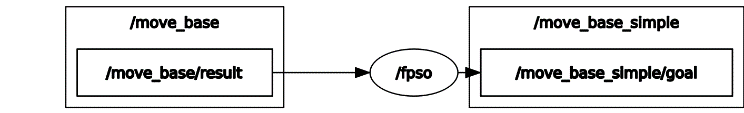 /move_base
/move_base_simple
/move_base/result
/fpso
/move_base_simple/goal